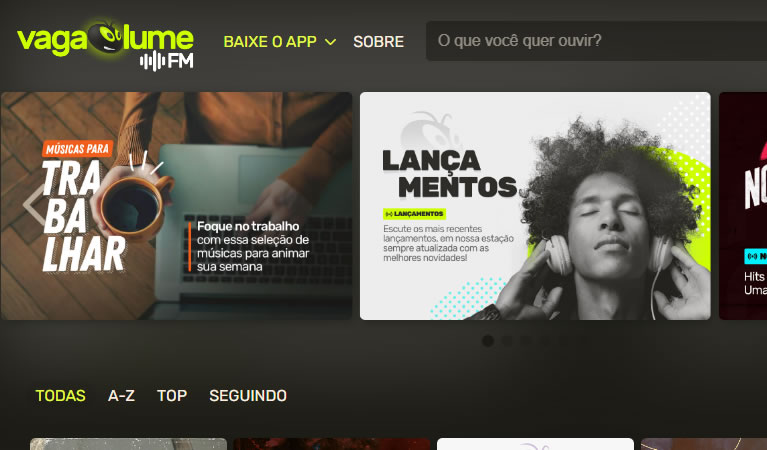 vagalume
FM
BAIXE O APP
SOBRE
O que você quer ouvir?
MÚSICAS PARA
TRA
BA
LHAR
Foque no trabalho
com essa seleção de
músicas para animar
sua semana
LANÇA
MENTOS
LANÇAMENTOS
Escute os mais recentes
lançamentos, em nossa estação
sempre atualizada com as
melhores novidades!
Hits
TODAS
A-Z
TOP
SEGUINDO